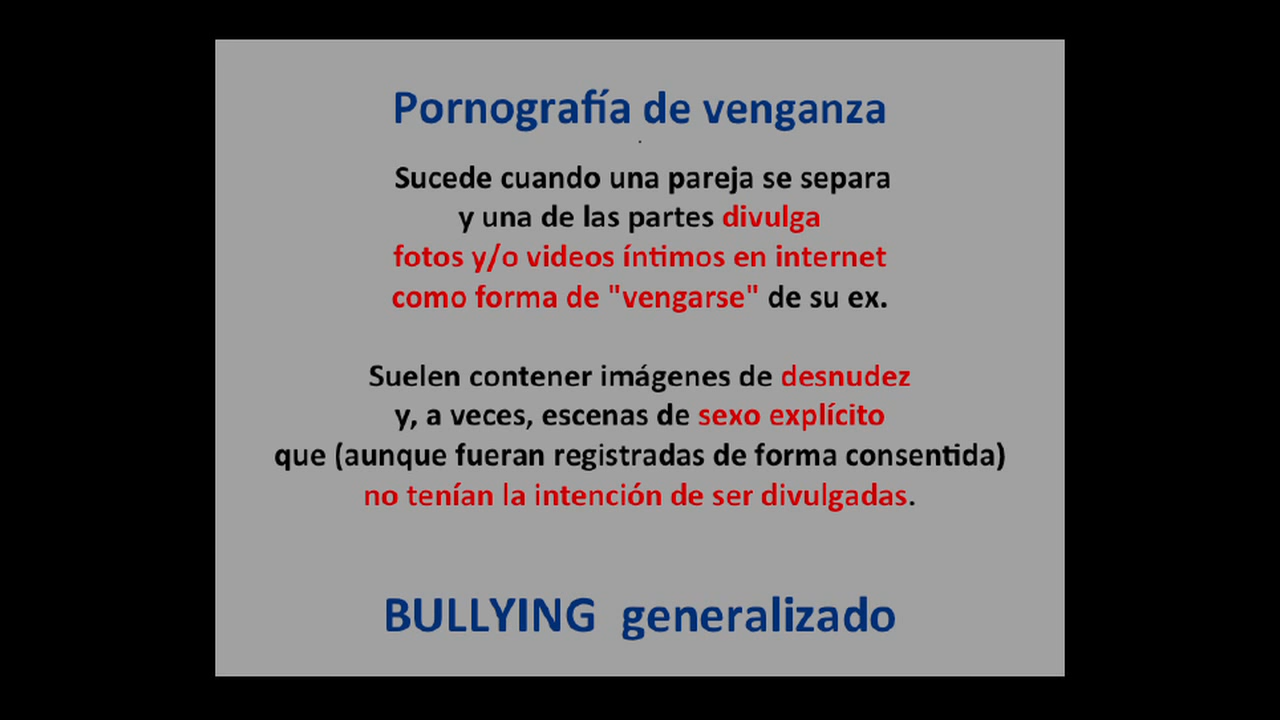 Pornografía de venganza
Sucede cuando una pareja se separa
y una de las partes divulga
fotos y/o videos íntimos en internet
como forma de "vengarse" de su ex.
Suelen contener imágenes de desnudez
y, a veces, escenas de sexo explícito
que (aunque fueran registradas de forma consentida)
no tenían la intención de ser divulgadas.
BULLYING generalizado